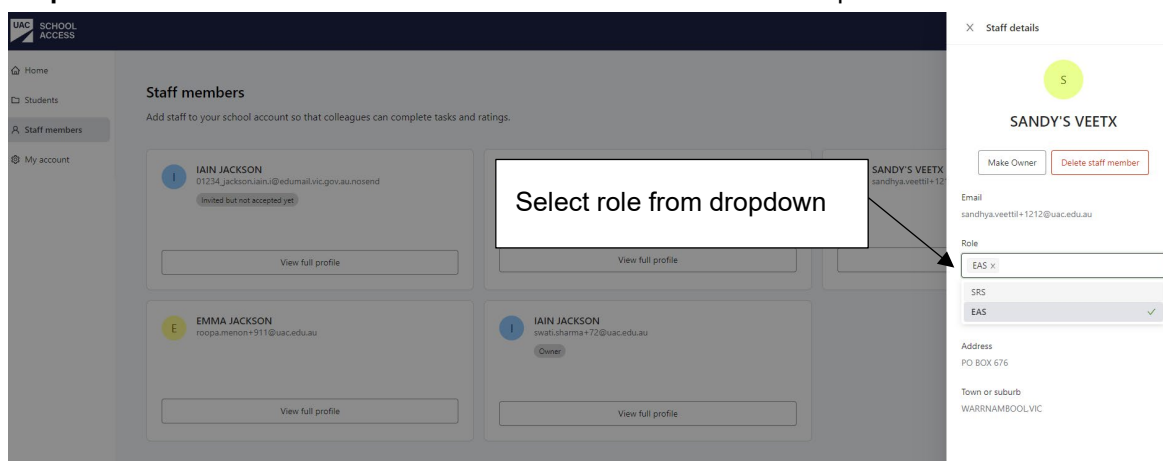 UAC SCHOOL
ACCESS
Home
Students
Staff members
My account
Staff members
Add staff to your school account so that colleagues can complete tasks and ratings.
I
IAIN JACKSON
01234_jackson.iain.i@edumail.vic.gov.au.nosend
Invited but not accepted yet
View full profile
View full profile
SANDY'S VEETX
sandhya.veettil+12
Select role from dropdown
E
EMMA JACKSON
roopa.menon+911@uac.edu.au
View full profile
I
IAIN JACKSON
swati.sharma+72@uac.edu.au
Owner
View full profile
X Staff details
S
SANDY'S VEETX
Make Owner
Delete staff member
Email
sandhya.veettil+1212@uac.edu.au
Role
EAS x
SRS
EAS
Address
PO BOX 676
Town or suburb
WARRNAMBOOL,VIC